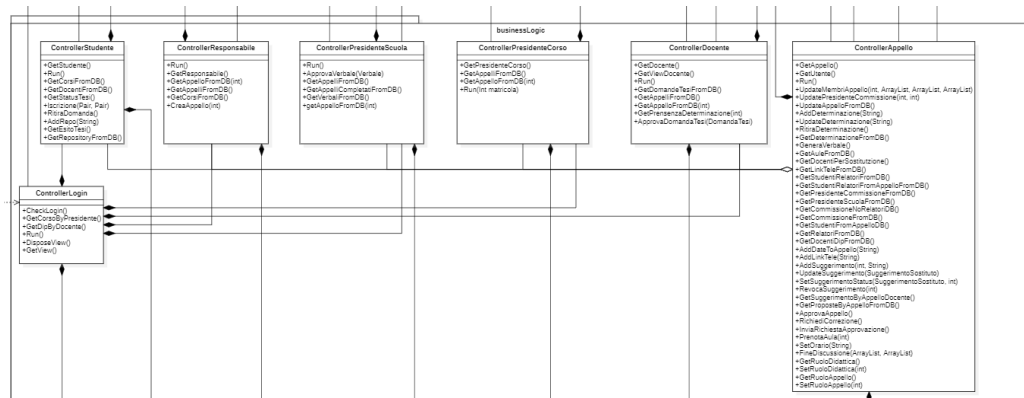 businessLogic
ControllerStudente
+GetStudente()
+Run()
+GetCorsiFromDB()
+GetDocentiFromDB()
+GetStatusTesi()
+Iscrizione(Pair, Pair)
+RitiraDomanda()
+AddRepo(String)
+GetEsitoTesi()
+GetRepositoryFromDB()
ControllerResponsabile
+Run()
+GetResponsabile()
+GetAppelloFromDB(int)
+GetAppelliFromDB()
+GetCorsiFromDB()
+CreaAppello(int)
ControllerPresidenteScuola
+Run()
+ApprovaVerbale(Verbale)
+GetAppelliFromDB()
+GetAppelliCompletatiFromDB()
+GetVerbaliFromDB()
+getAppelloFromDB(int)
ControllerPresidenteCorso
+GetPresidenteCorso()
+GetAppelliFromDB()
+GetAppelloFromDB(int)
+Run(Int matricola)
ControllerDocente
+GetDocente()
+GetViewDocente()
+Run()
+GetDomandeTesiFromDB()
+GetAppelliFromDB()
+GetAppelloFromDB(int)
+GetPrensenzaDeterminazione(int)
+ApprovaDomandaTesi(DomandaTesi)
ControllerAppello
+GetAppello()
+GetUtente()
+Run()
+UpdateMembriAppello(int, ArrayList, ArrayList, ArrayList)
+UpdatePresidenteCommissione(int, int)
+UpdateAppelloFromDB()
+AddDeterminazione(String)
+UpdateDeterminazione(String)
+RitiraDeterminazione()
+GetDeterminazioneFromDB()
+GeneraVerbale()
+GetAuleFromDB()
+GetDocentiPerSostitutzione()
+GetLinkTeleFromDB()
+GetStudentiRelatoriFromDB()
+GetStudentiRelatoriFromAppelloFromDB()
+GetPresidenteCommissioneFromDB()
+GetPresidenteScuolaFromDB()
+GetCommissioneNoRelatoriDB()
+GetCommissioneFromDB()
+GetStudentiFromAppelloDB()
+GetRelatoriFromDB()
+GetDocentiDipFromDB()
+AddDateToAppello(String)
+AddLinkTele(String)
+AddSuggerimento(int, String)
+UpdateSuggerimento(SuggerimentoSostituto)
+SetSuggerimentoStatus(SuggerimentoSostituto, int)
+RevocaSuggerimento(int)
+GetSuggerimentoByAppelloDocente()
+GetProposteByAppelloFromDB()
+ApprovaAppello()
+RichiediCorrezione()
+InviaRichiestaApprovazione()
+PrenotaAula(int)
+SetOrario(String)
+FineDiscussione(ArrayList, ArrayList)
+GetRuoloDidattica()
+SetRuoloDidattica(int)
+GetRuoloAppello()
+SetRuoloAppello(int)
ControllerLogin
+CheckLogin()
+GetCorsoByPresidente()
+GetDipByDocente()
+Run()
+DisposeView()
+GetView()